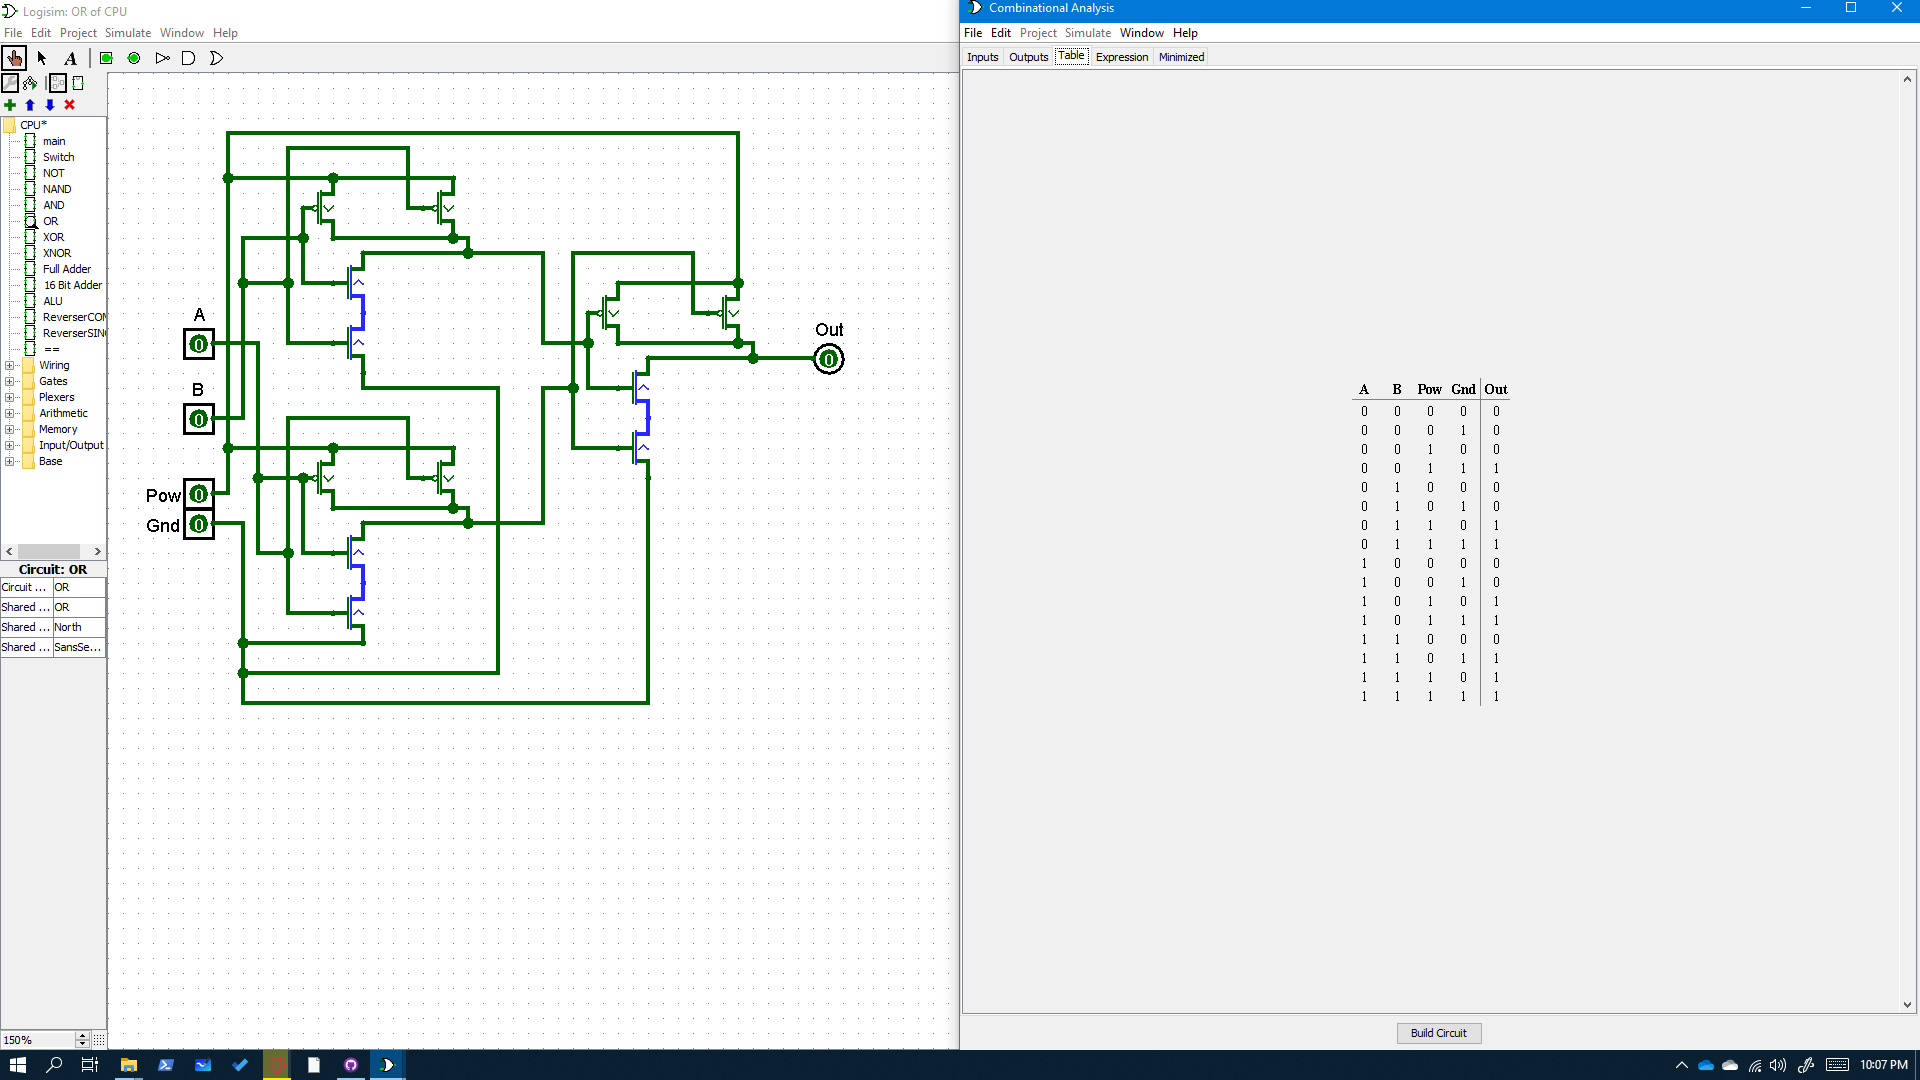 Logisim: OR of CPU
File Edit Project Simulate Window Help
A
CPU*
main
Switch
NOT
NAND
AND
OR
XOR
XNOR
Full Adder
16 Bit Adder
ALU
ReverserCON
ReverserSING
==
Wiring
Gates
Plexers
Arithmetic
Memory
Input/Output
Base
Circuit: OR
Circuit ... OR
Shared ... OR
Shared ... North
Shared ... SansSe...
150%
A
0
B
0
Pow 0
Gnd 0
Out
0
Combinational Analysis
File Edit Project Simulate Window Help
Inputs Outputs Table Expression Minimized
A B Pow Gnd Out
0 0 0 0 0
0 0 0 1 0
0 0 1 0 0
0 0 1 1 1
0 1 0 0 0
0 1 0 1 0
0 1 1 0 1
0 1 1 1 1
1 0 0 0 0
1 0 0 1 0
1 0 1 0 1
1 0 1 1 1
1 1 0 0 0
1 1 0 1 1
1 1 1 0 1
1 1 1 1 1
Build Circuit
10:07 PM